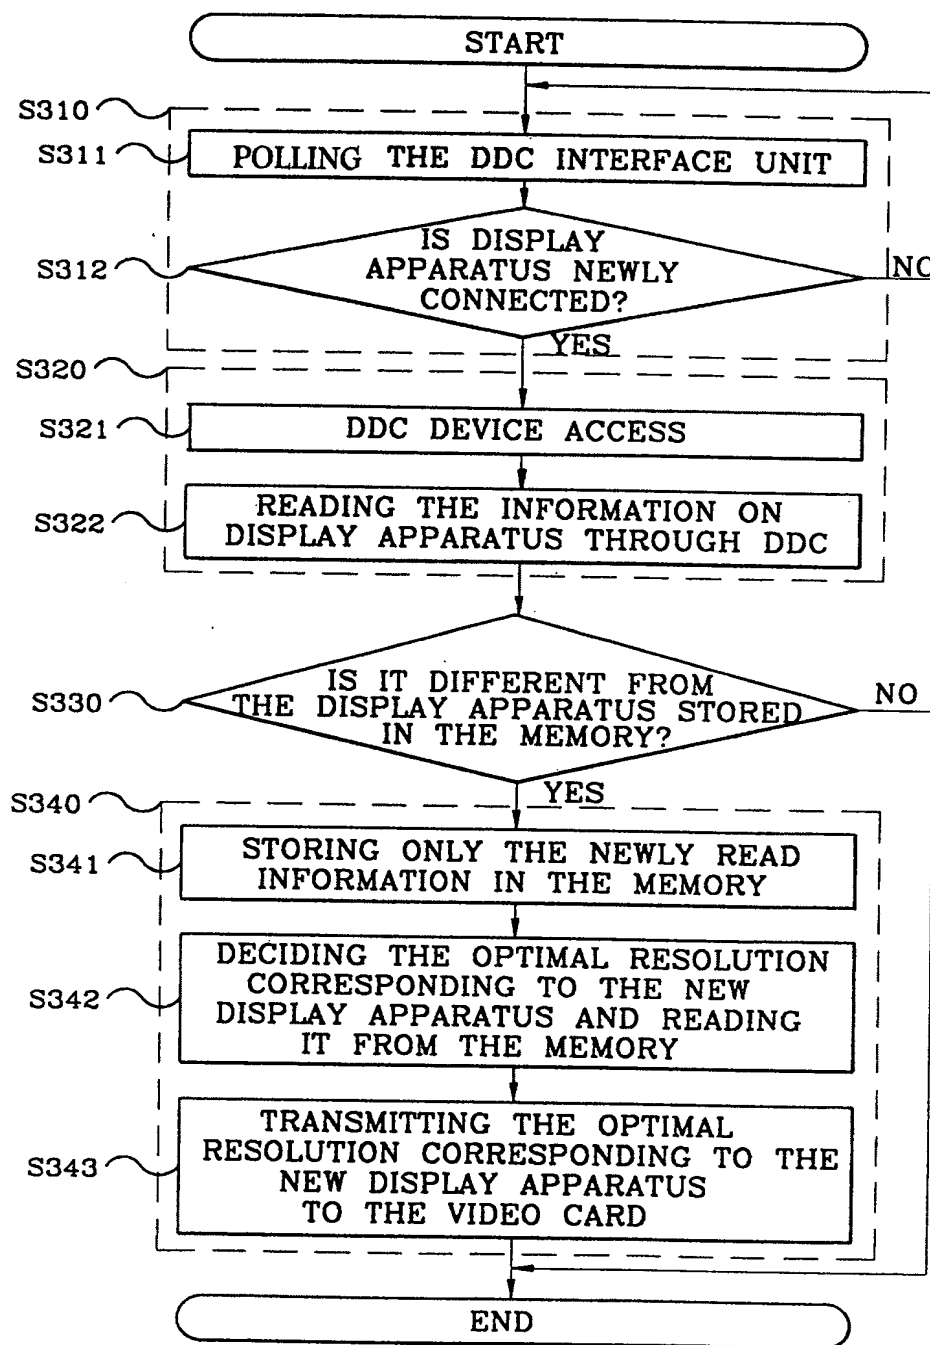 START
S310
S311
POLLING THE DDC INTERFACE UNIT
S312
IS DISPLAY
APPARATUS NEWLY
CONNECTED?
NO
YES
S320
S321
DDC DEVICE ACCESS
S322
READING THE INFORMATION ON
DISPLAY APPARATUS THROUGH DDC
S330
IS IT DIFFERENT FROM
THE DISPLAY APPARATUS STORED
IN THE MEMORY?
NO
YES
S340
S341
STORING ONLY THE NEWLY READ
INFORMATION IN THE MEMORY
S342
DECIDING THE OPTIMAL RESOLUTION
CORRESPONDING TO THE NEW
DISPLAY APPARATUS AND READING
IT FROM THE MEMORY
S343
TRANSMITTING THE OPTIMAL
RESOLUTION CORRESPONDING TO THE
NEW DISPLAY APPARATUS
TO THE VIDEO CARD
END